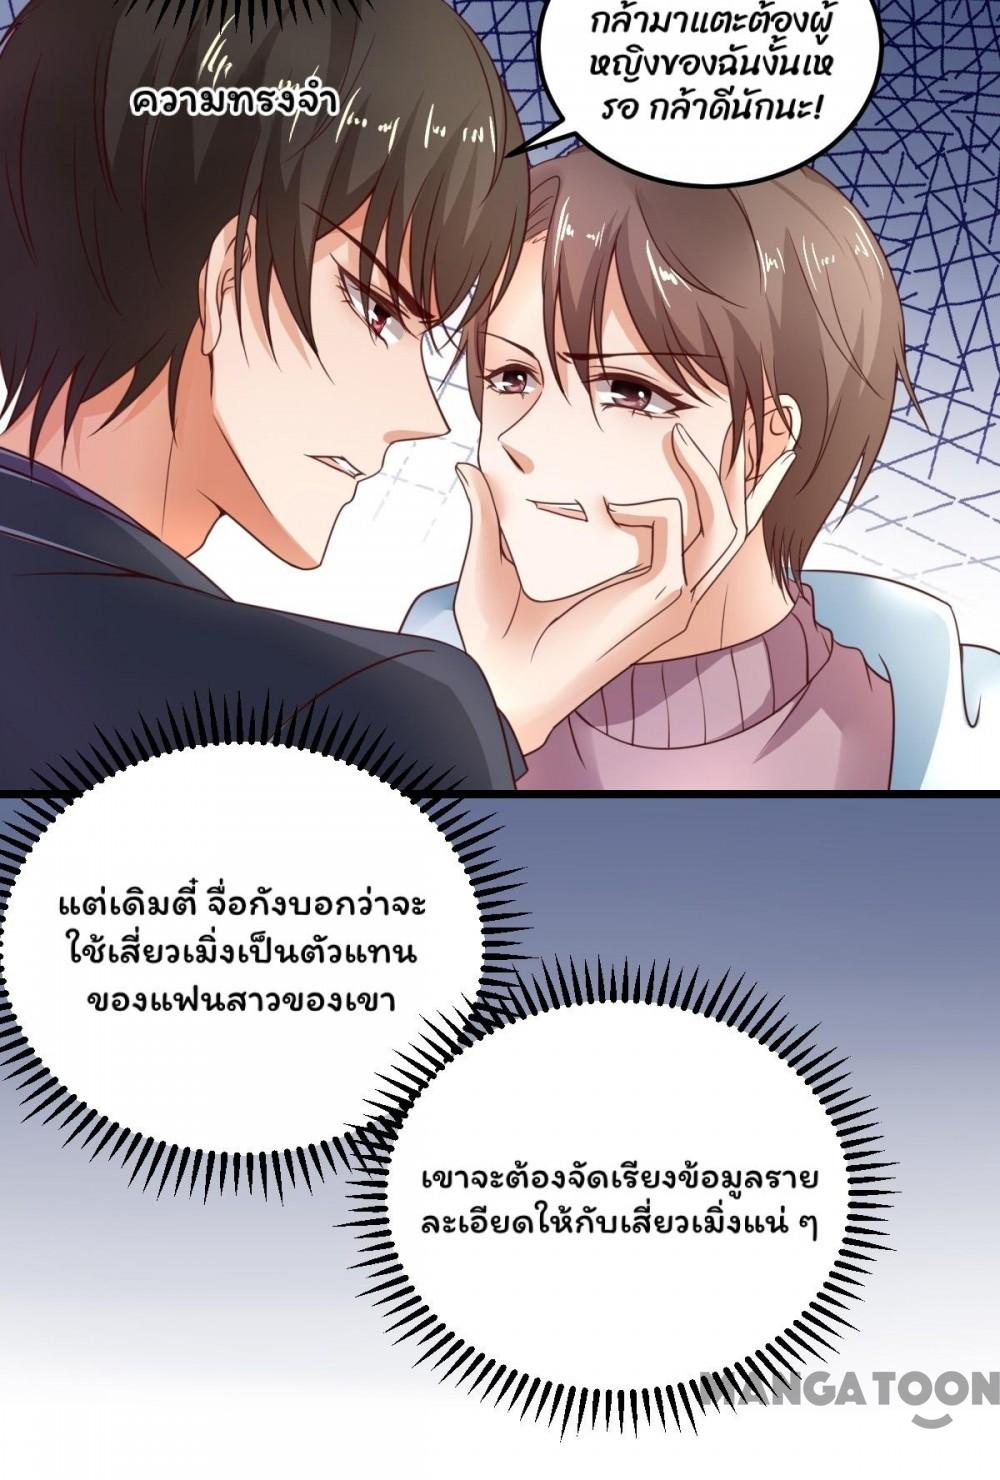 กล้ามาแตะต้องผู้
หญิงของฉันงั้นเห
รอ กล้าดีนักนะ!
ความทรงจำ
แต่เดิมตี๋ จื่อกังบอกว่าจะ
ใช้เสี่ยวเมิ่งเป็นตัวแทน
ของแฟนสาวของเขา
เขาจะต้องจัดเรียงข้อมูลราย
ละเอียดให้กับเสี่ยวเมิ่งแน่ ๆ
MANGATOON